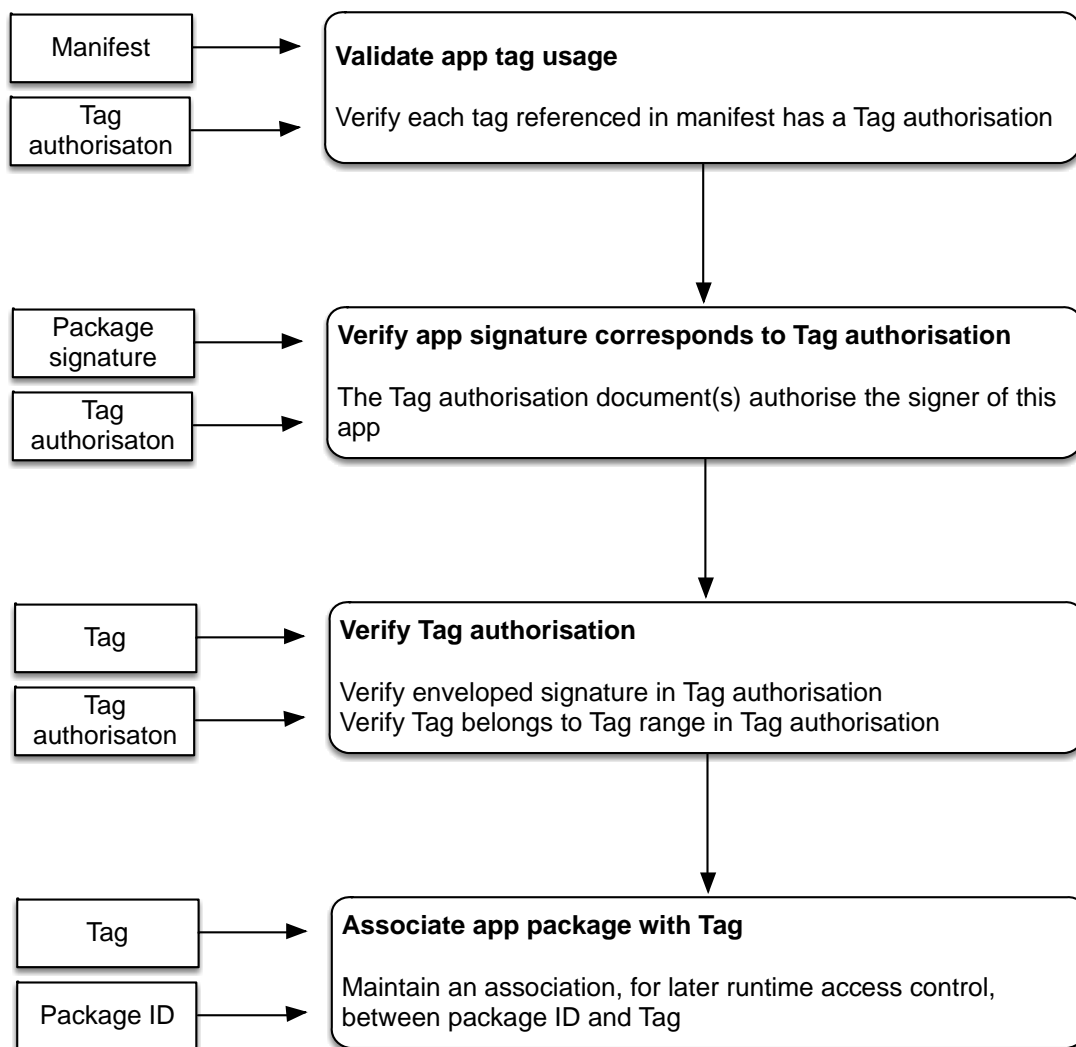 Manifest
Tag
authorisaton
Validate app tag usage
Verify each tag referenced in manifest has a Tag authorisation
Package
signature
Tag
authorisaton
Verify app signature corresponds to Tag authorisation
The Tag authorisation document(s) authorise the signer of this
app
Tag
Tag
authorisaton
Verify Tag authorisation
Verify enveloped signature in Tag authorisation
Verify Tag belongs to Tag range in Tag authorisation
Tag
Package ID
Associate app package with Tag
Maintain an association, for later runtime access control,
between package ID and Tag